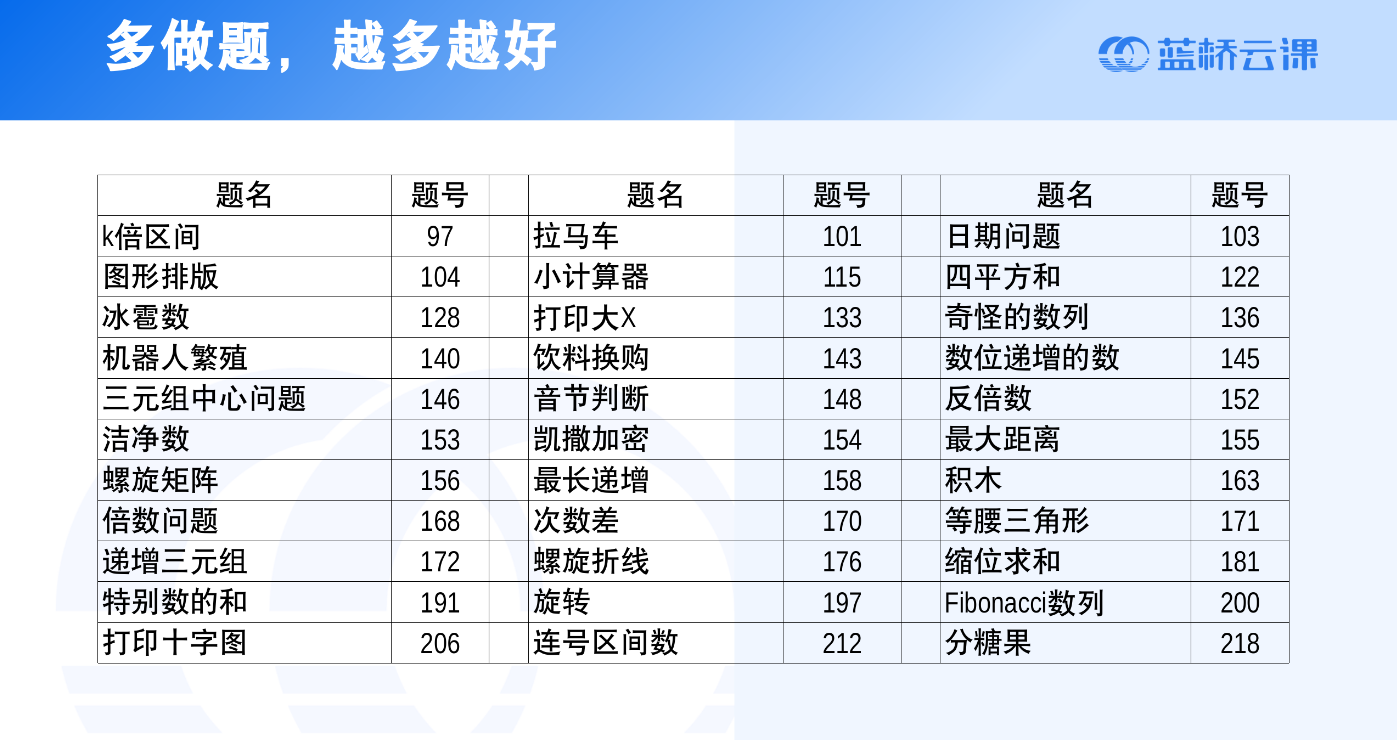 多做题，越多越好
蓝桥云课
题名 题号 题名 题号 题名 题号
k倍区间 97 拉马车 101 日期问题 103
图形排版 104 小计算器 115 四平方和 122
冰雹数 128 打印大X 133 奇怪的数列 136
机器人繁殖 140 饮料换购 143 数位递增的数 145
三元组中心问题 146 音节判断 148 反倍数 152
洁净数 153 凯撒加密 154 最大距离 155
螺旋矩阵 156 最长递增 158 积木 163
倍数问题 168 次数差 170 等腰三角形 171
递增三元组 172 螺旋折线 176 缩位求和 181
特别数的和 191 旋转 197 Fibonacci数列 200
打印十字图 206 连号区间数 212 分糖果 218